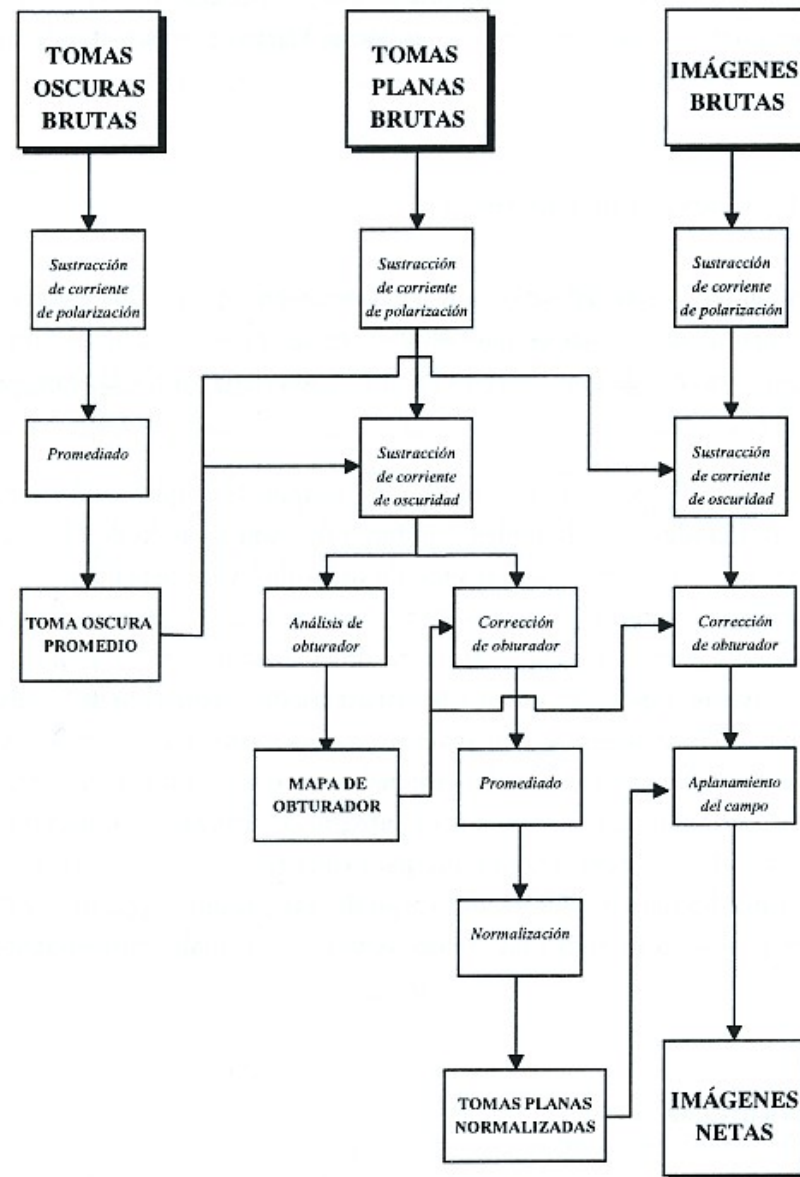 TOMAS
OSCURAS
BRUTAS
TOMAS
PLANAS
BRUTAS
IMÁGENES
BRUTAS
Sustracción
de corriente
de polarización
Sustracción
de corriente
de polarización
Sustracción
de corriente
de polarización
Promediado
Sustracción
de corriente
de oscuridad
Sustracción
de corriente
de oscuridad
TOMA OSCURA
PROMEDIO
Análisis de
obturador
Corrección
de obturador
Corrección
de obturador
MAPA DE
OBTURADOR
Promediado
Aplanamiento
del campo
Normalización
TOMAS PLANAS
NORMALIZADAS
IMÁGENES
NETAS